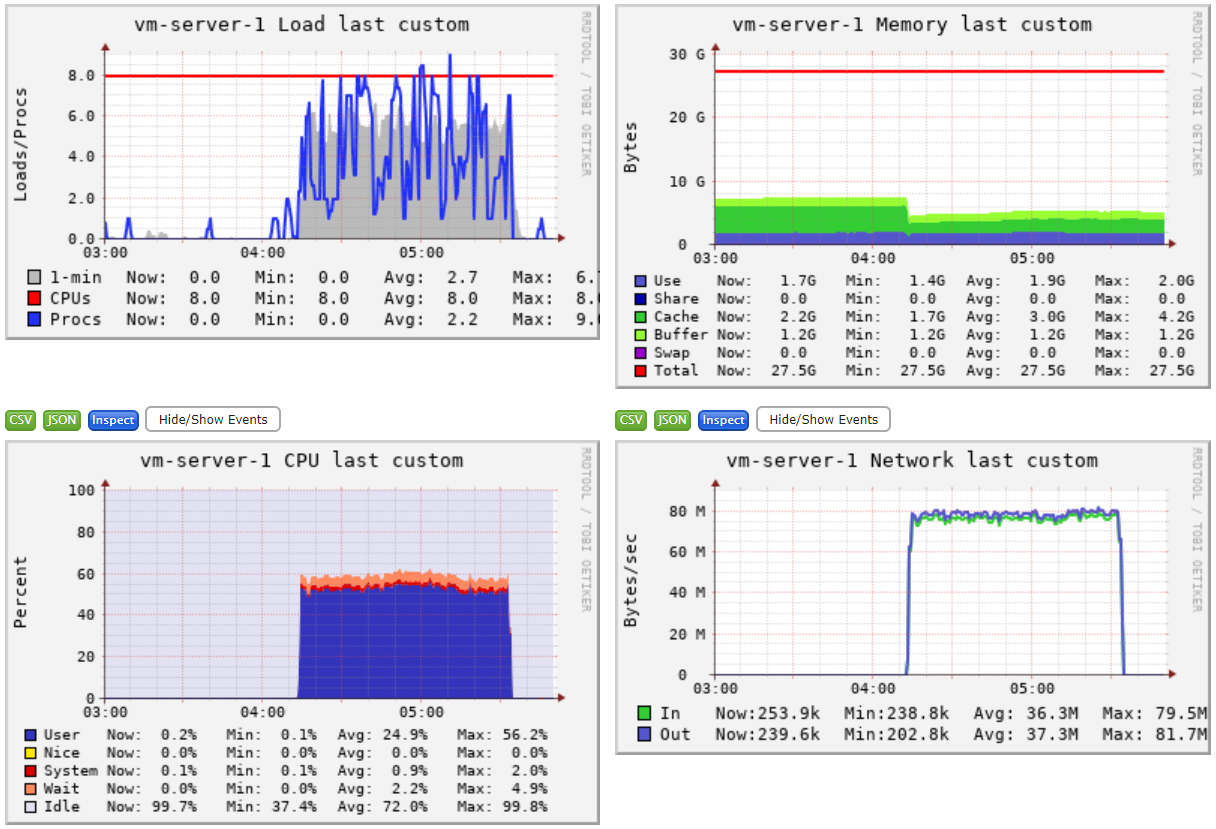 vm-server-1 Load last custom
RRDTOOL / TOBI OETIKER
Loads/Procs
8.0
6.0
4.0
2.0
0.0
03:00 04:00 05:00
1-min Now: 0.0 Min: 0.0 Avg: 2.7 Max: 6.7
CPUs Now: 8.0 Min: 8.0 Avg: 8.0 Max: 8.0
Procs Now: 0.0 Min: 0.0 Avg: 2.2 Max: 9.0
vm-server-1 Memory last custom
RRDTOOL / TOBI OETIKER
Bytes
30 G
20 G
10 G
0
03:00 04:00 05:00
Use Now: 1.7G Min: 1.4G Avg: 1.9G Max: 2.0G
Share Now: 0.0 Min: 0.0 Avg: 0.0 Max: 0.0
Cache Now: 2.2G Min: 1.7G Avg: 3.0G Max: 4.2G
Buffer Now: 1.2G Min: 1.2G Avg: 1.2G Max: 1.2G
Swap Now: 0.0 Min: 0.0 Avg: 0.0 Max: 0.0
Total Now: 27.5G Min: 27.5G Avg: 27.5G Max: 27.5G
CSV JSON Inspect Hide/Show Events
CSV JSON Inspect Hide/Show Events
vm-server-1 CPU last custom
RRDTOOL / TOBI OETIKER
Percent
100
80
60
40
20
0
03:00 04:00 05:00
User Now: 0.2% Min: 0.1% Avg: 24.9% Max: 56.2%
Nice Now: 0.0% Min: 0.0% Avg: 0.0% Max: 0.0%
System Now: 0.1% Min: 0.1% Avg: 0.9% Max: 2.0%
Wait Now: 0.0% Min: 0.0% Avg: 2.2% Max: 4.9%
Idle Now: 99.7% Min: 37.4% Avg: 72.0% Max: 99.8%
vm-server-1 Network last custom
RRDTOOL / TOBI OETIKER
Bytes/sec
80 M
60 M
40 M
20 M
0
03:00 04:00 05:00
In Now:253.9k Min:238.8k Avg: 36.3M Max: 79.5M
Out Now:239.6k Min:202.8k Avg: 37.3M Max: 81.7M